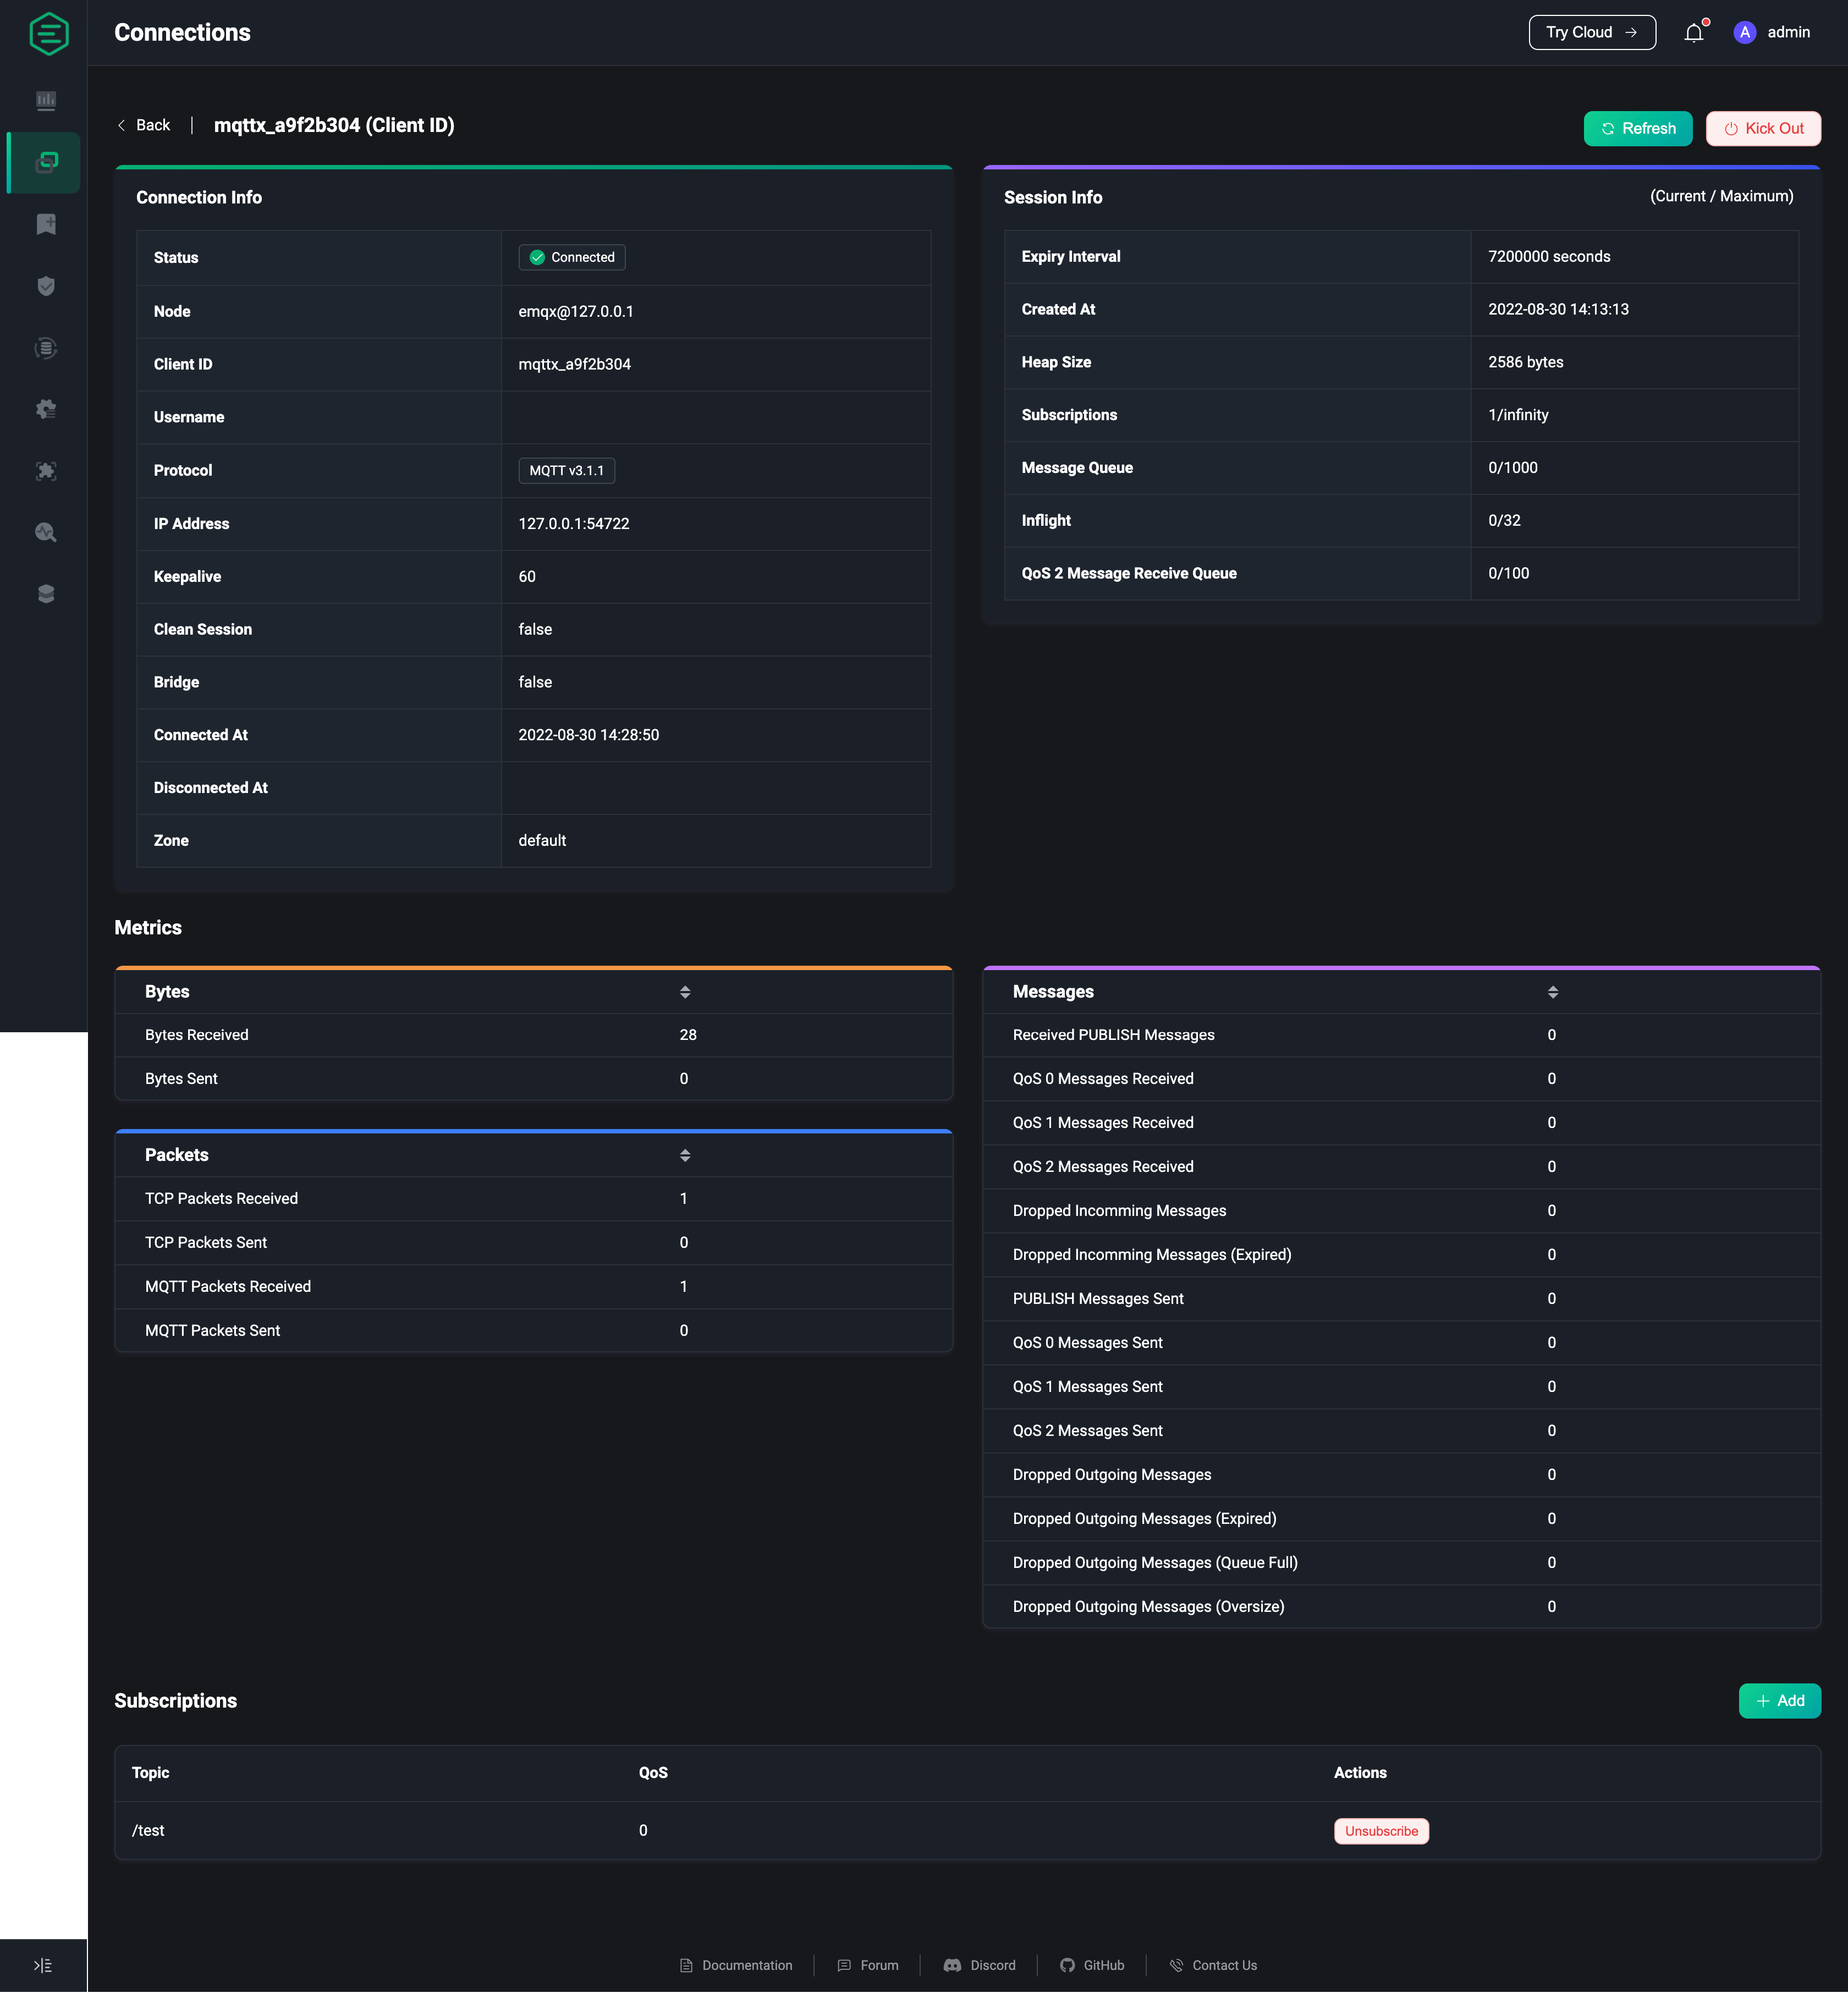 Connections
Try Cloud →
A admin
Back
mqttx_a9f2b304 (Client ID)
Refresh
Kick Out
Connection Info
Status Connected
Node emqx@127.0.0.1
Client ID mqttx_a9f2b304
Username
Protocol MQTT v3.1.1
IP Address 127.0.0.1:54722
Keepalive 60
Clean Session false
Bridge false
Connected At 2022-08-30 14:28:50
Disconnected At
Zone default
Session Info (Current / Maximum)
Expiry Interval 7200000 seconds
Created At 2022-08-30 14:13:13
Heap Size 2586 bytes
Subscriptions 1/infinity
Message Queue 0/1000
Inflight 0/32
QoS 2 Message Receive Queue 0/100
Metrics
Bytes
Bytes Received 28
Bytes Sent 0
Packets
TCP Packets Received 1
TCP Packets Sent 0
MQTT Packets Received 1
MQTT Packets Sent 0
Messages
Received PUBLISH Messages 0
QoS 0 Messages Received 0
QoS 1 Messages Received 0
QoS 2 Messages Received 0
Dropped Incomming Messages 0
Dropped Incomming Messages (Expired) 0
PUBLISH Messages Sent 0
QoS 0 Messages Sent 0
QoS 1 Messages Sent 0
QoS 2 Messages Sent 0
Dropped Outgoing Messages 0
Dropped Outgoing Messages (Expired) 0
Dropped Outgoing Messages (Queue Full) 0
Dropped Outgoing Messages (Oversize) 0
Subscriptions
+ Add
Topic QoS Actions
/test 0 Unsubscribe
Documentation
Forum
Discord
GitHub
Contact Us